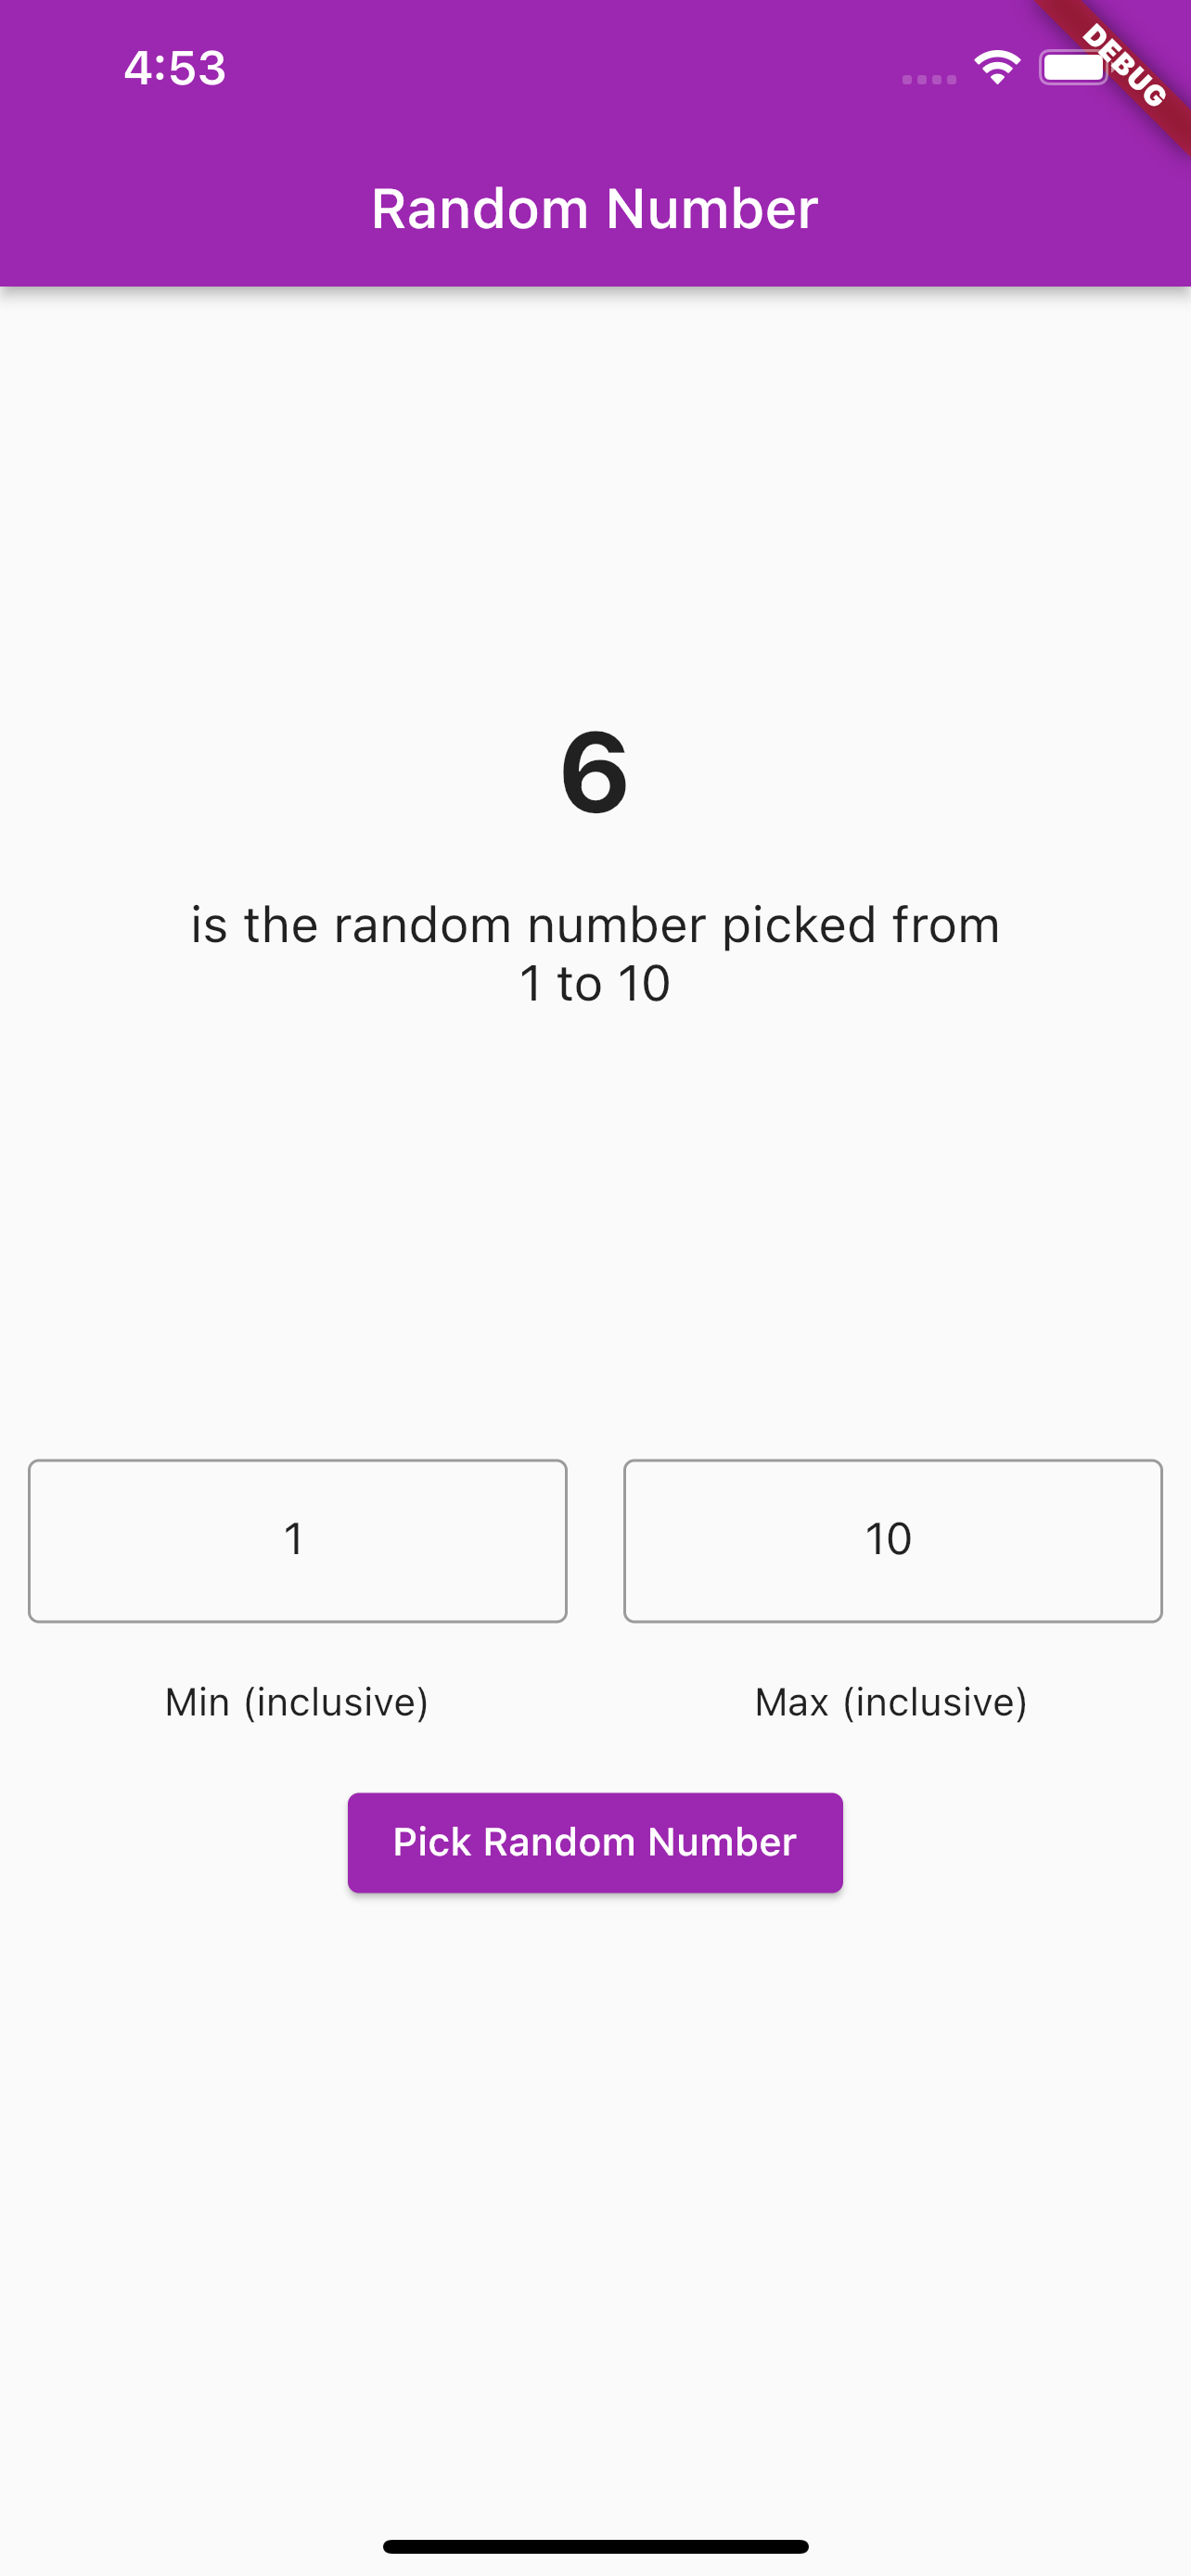 4:53
DEBUG
Random Number
6
is the random number picked from
1 to 10
1
10
Min (inclusive)
Max (inclusive)
Pick Random Number